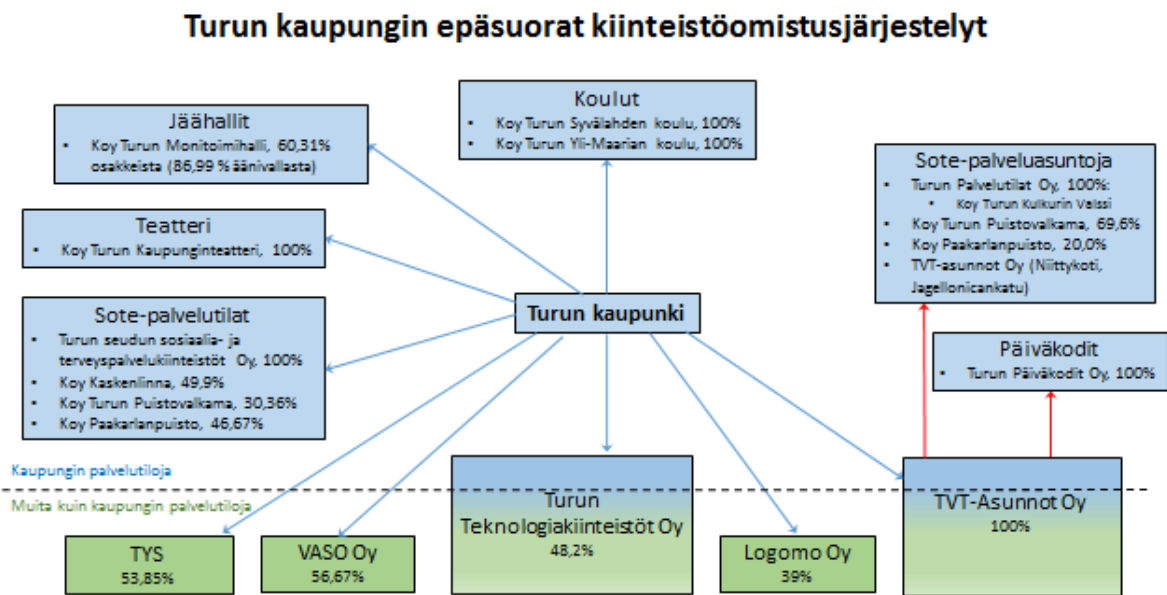 Turun kaupungin epäsuorat kiinteistöomistusjärjestelyt
Jäähallit
▪ Koy Turun Monitoimihalli, 60,31%
osakkeista (86,99 % äänivallasta)
Koulut
▪ Koy Turun Syvälahden koulu, 100%
▪ Koy Turun Yli-Maarian koulu, 100%
Sote-palveluasuntoja
▪ Turun Palvelutilat Oy, 100%:
▪ Koy Turun Kulkurin Valssi
▪ Koy Turun Puistovalkama, 69,6%
▪ Koy Paakarlanpuisto, 20,0%
▪ TVT-asunnot Oy (Niittykoti,
Jagellonicankatu)
Teatteri
▪ Koy Turun Kaupunginteatteri, 100%
Turun kaupunki
Sote-palvelutilat
▪ Turun seudun sosiaalia- ja
terveyspalvelukiinteistöt Oy, 100%
▪ Koy Kaskenlinna, 49,9%
▪ Koy Turun Puistovalkama, 30,36%
▪ Koy Paakarlanpuisto, 46,67%
Päiväkodit
▪ Turun Päiväkodit Oy, 100%
Kaupungin palvelutiloja
Muita kuin kaupungin palvelutiloja
TYS
53,85%
VASO Oy
56,67%
Turun
Teknologiakiinteistöt Oy
48,2%
Logomo Oy
39%
TVT-Asunnot Oy
100%